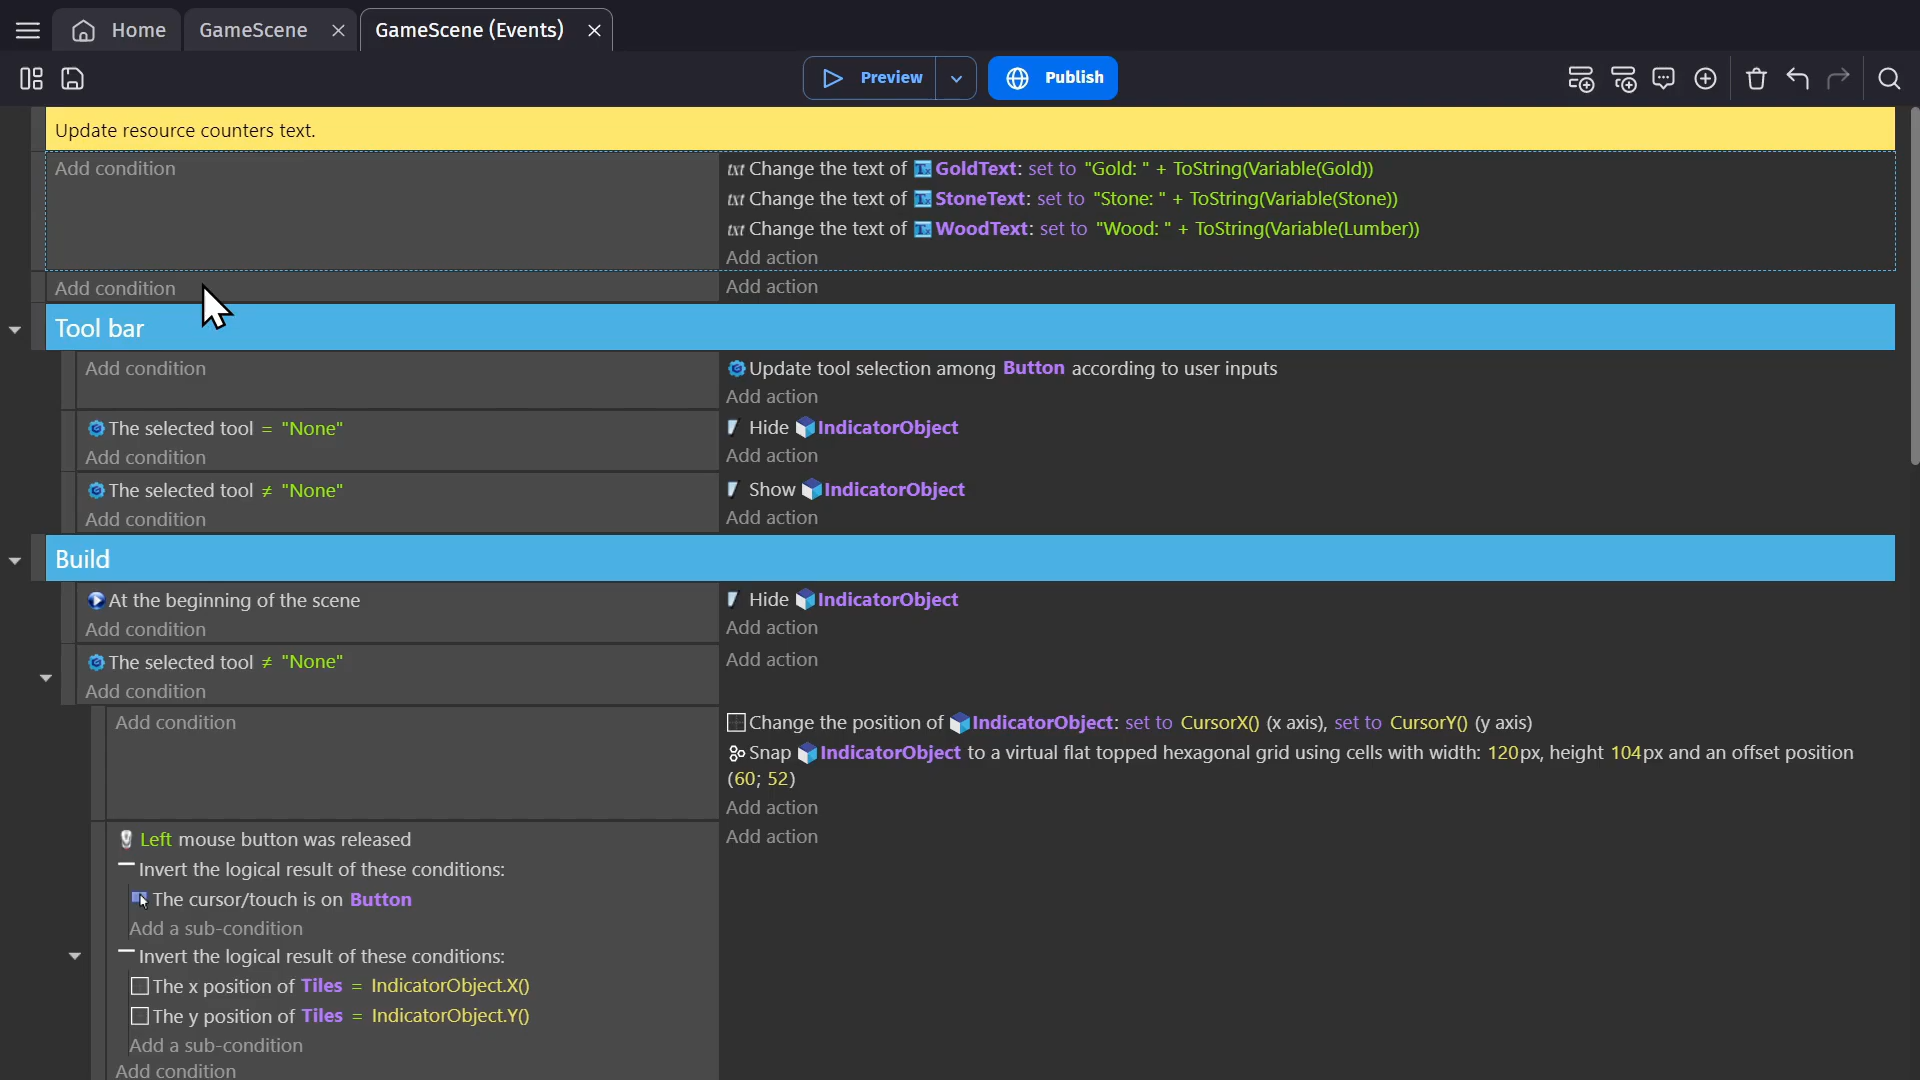 Home
GameScene
GameScene (Events)
Preview
Publish
Update resource counters text.
Add condition
txt Change the text of GoldText: set to "Gold: " + ToString(Variable(Gold))
txt Change the text of StoneText: set to "Stone: " + ToString(Variable(Stone))
txt Change the text of WoodText: set to "Wood: " + ToString(Variable(Lumber))
Add action
Add condition
Add action
Tool bar
Add condition
Update tool selection among Button according to user inputs
Add action
The selected tool = "None"
Add condition
Hide IndicatorObject
Add action
The selected tool ≠ "None"
Add condition
Show IndicatorObject
Add action
Build
At the beginning of the scene
Add condition
Hide IndicatorObject
Add action
The selected tool ≠ "None"
Add condition
Add action
Add condition
Change the position of IndicatorObject: set to CursorX() (x axis), set to CursorY() (y axis)
Snap IndicatorObject to a virtual flat topped hexagonal grid using cells with width: 120px, height 104px and an offset position
(60; 52)
Add action
Left mouse button was released
Invert the logical result of these conditions:
The cursor/touch is on Button
Add a sub-condition
Invert the logical result of these conditions:
The x position of Tiles = IndicatorObject.X()
The y position of Tiles = IndicatorObject.Y()
Add a sub-condition
Add condition
Add action